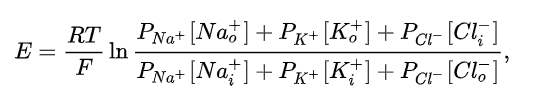 E = \frac{RT}{F} \ln \frac{P_{Na^+}[Na_o^+] + P_{K^+}[K_o^+] + P_{Cl^-}[Cl_i^-]}{P_{Na^+}[Na_i^+] + P_{K^+}[K_i^+] + P_{Cl^-}[Cl_o^-]},